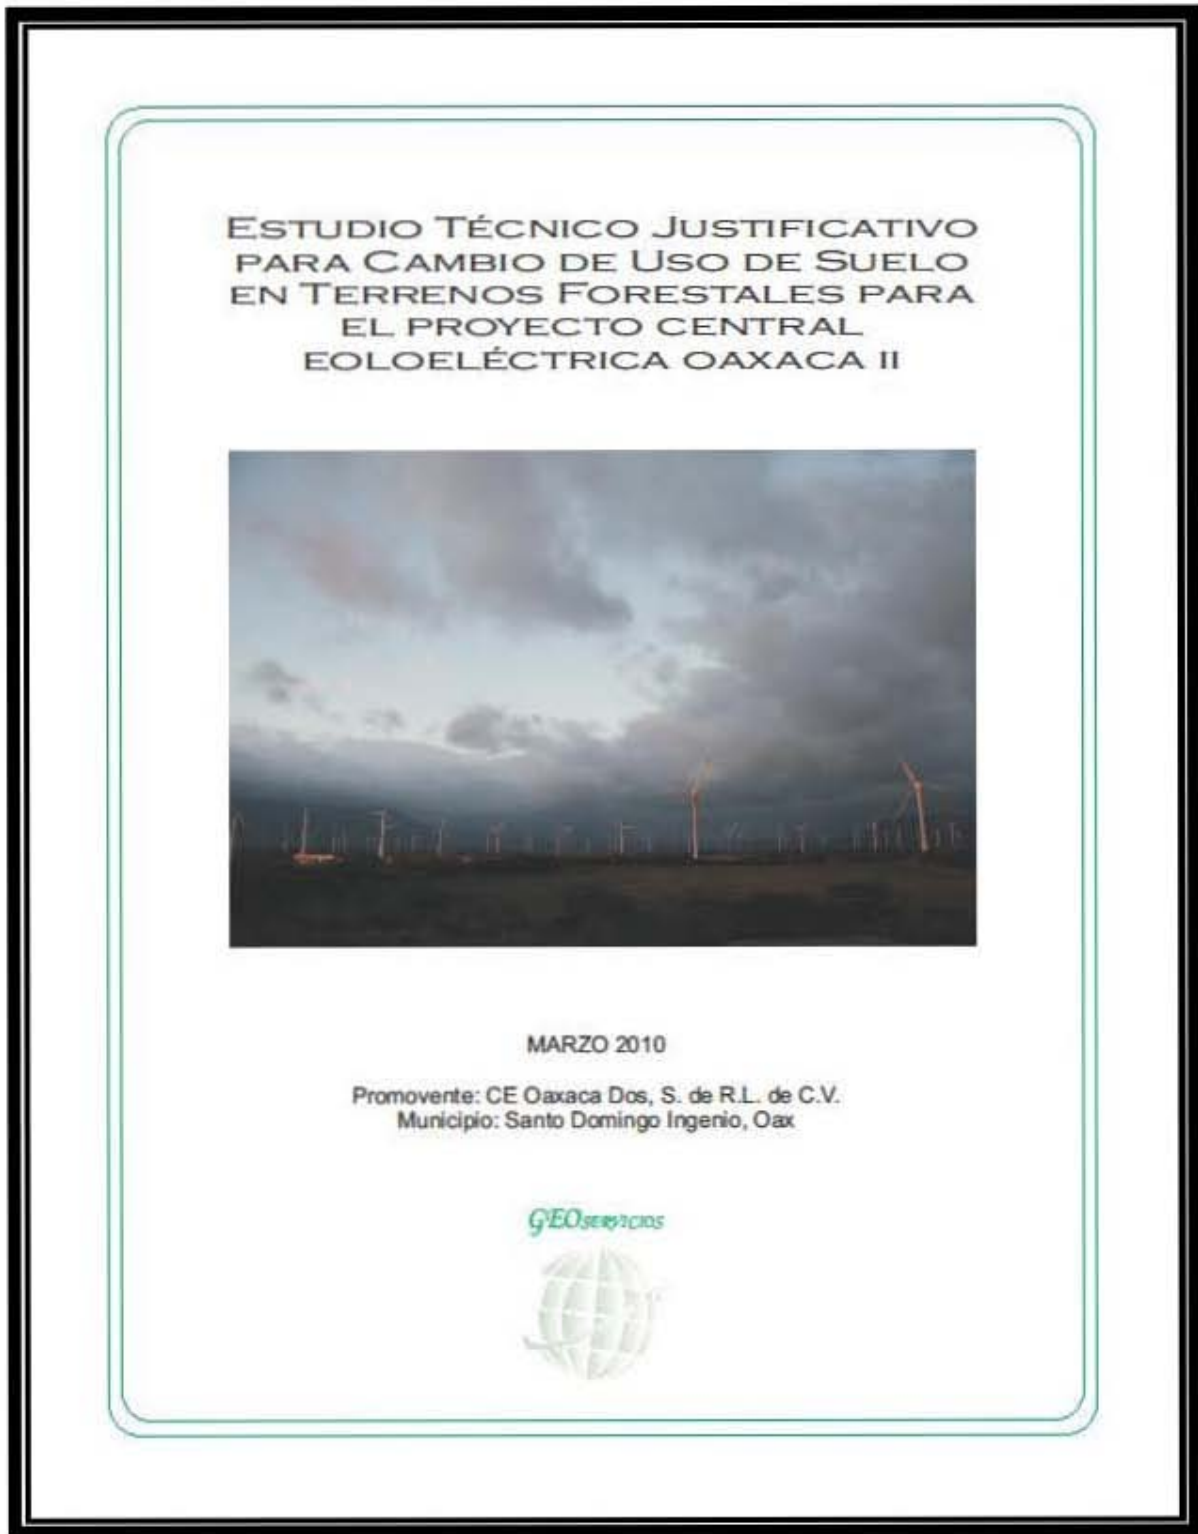 ESTUDIO TÉCNICO JUSTIFICATIVO
PARA CAMBIO DE USO DE SUELO
EN TERRENOS FORESTALES PARA
EL PROYECTO CENTRAL
EOLOELÉCTRICA OAXACA II
MARZO 2010
Promovente: CE Oaxaca Dos, S. de R.L. de C.V.
Municipio: Santo Domingo Ingenio, Oax
GEOSERVICIOS